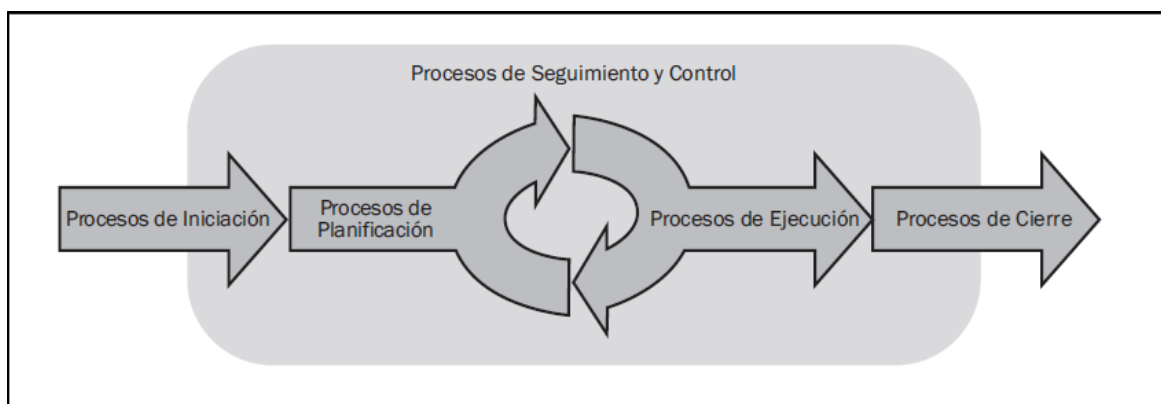 Procesos de Seguimiento y Control
Procesos de Iniciación
Procesos de
Planificación
Procesos de Ejecución
Procesos de Cierre